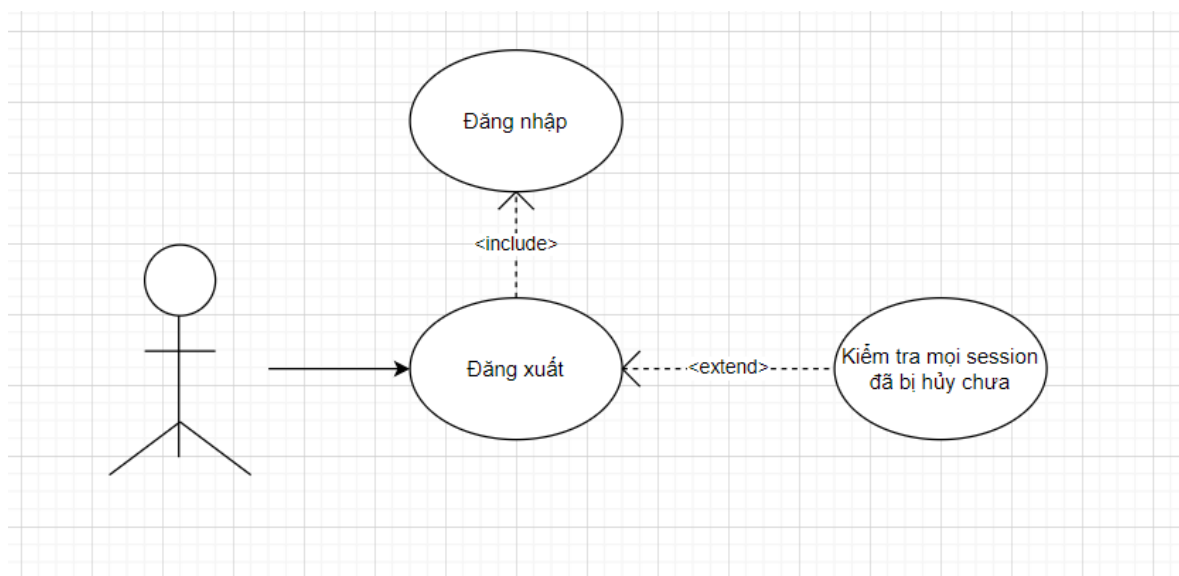 Đăng nhập
<include>
Đăng xuất
<extend>
Kiểm tra mọi session
đã bị hủy chưa